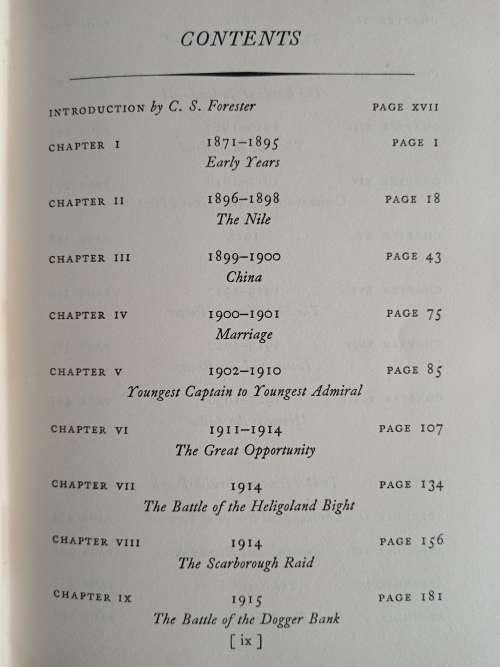 CONTENTS
INTRODUCTION by C. S. Forester PAGE XVII
CHAPTER I 1871–1895 PAGE 1
Early Years
CHAPTER II 1896–1898 PAGE 18
The Nile
CHAPTER III 1899–1900 PAGE 43
China
CHAPTER IV 1900–1901 PAGE 75
Marriage
CHAPTER V 1902–1910 PAGE 85
Youngest Captain to Youngest Admiral
CHAPTER VI 1911–1914 PAGE 107
The Great Opportunity
CHAPTER VII 1914 PAGE 134
The Battle of the Heligoland Bight
CHAPTER VIII 1914 PAGE 156
The Scarborough Raid
CHAPTER IX 1915 PAGE 181
The Battle of the Dogger Bank
[ ix ]